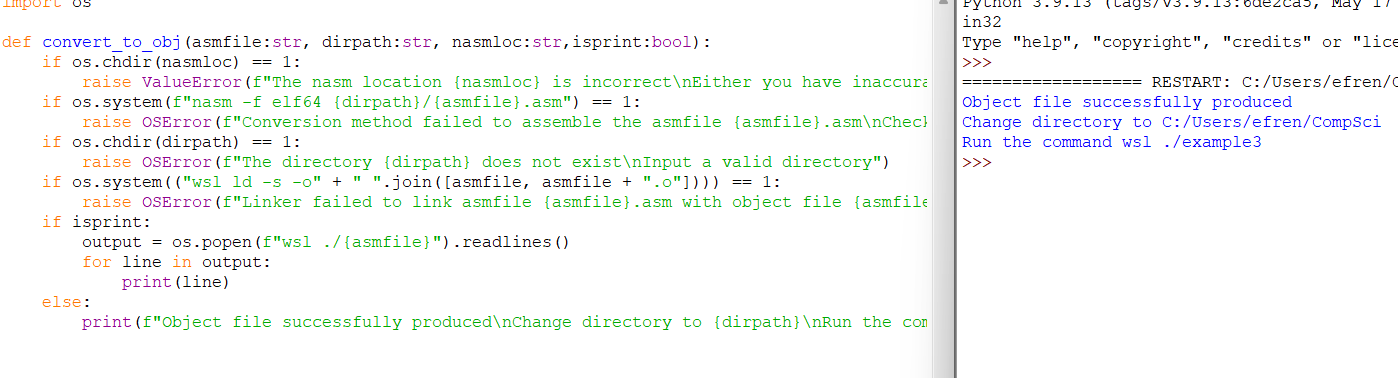 import os
def convert_to_obj(asmfile:str, dirpath:str, nasmloc:str,isprint:bool):
    if os.chdir(nasmloc) == 1:
        raise ValueError(f"The nasm location {nasmloc} is incorrect\nEither you have inaccura
    if os.system(f"nasm -f elf64 {dirpath}/{asmfile}.asm") == 1:
        raise OSError(f"Conversion method failed to assemble the asmfile {asmfile}.asm\nChec
    if os.chdir(dirpath) == 1:
        raise OSError(f"The directory {dirpath} does not exist\nInput a valid directory")
    if os.system(("wsl ld -s -o" + " ".join([asmfile, asmfile + ".o"]))) == 1:
        raise OSError(f"Linker failed to link asmfile {asmfile}.asm with object file {asmfile
    if isprint:
        output = os.popen(f"wsl ./{asmfile}").readlines()
        for line in output:
            print(line)
    else:
        print(f"Object file successfully produced\nChange directory to {dirpath}\nRun the com
Python 3.9.13 (tags/v3.9.13:6de2ca5, May 17
in32
Type "help", "copyright", "credits" or "lice
>>>
================== RESTART: C:/Users/efren/C
Object file successfully produced
Change directory to C:/Users/efren/CompSci
Run the command wsl ./example3
>>>